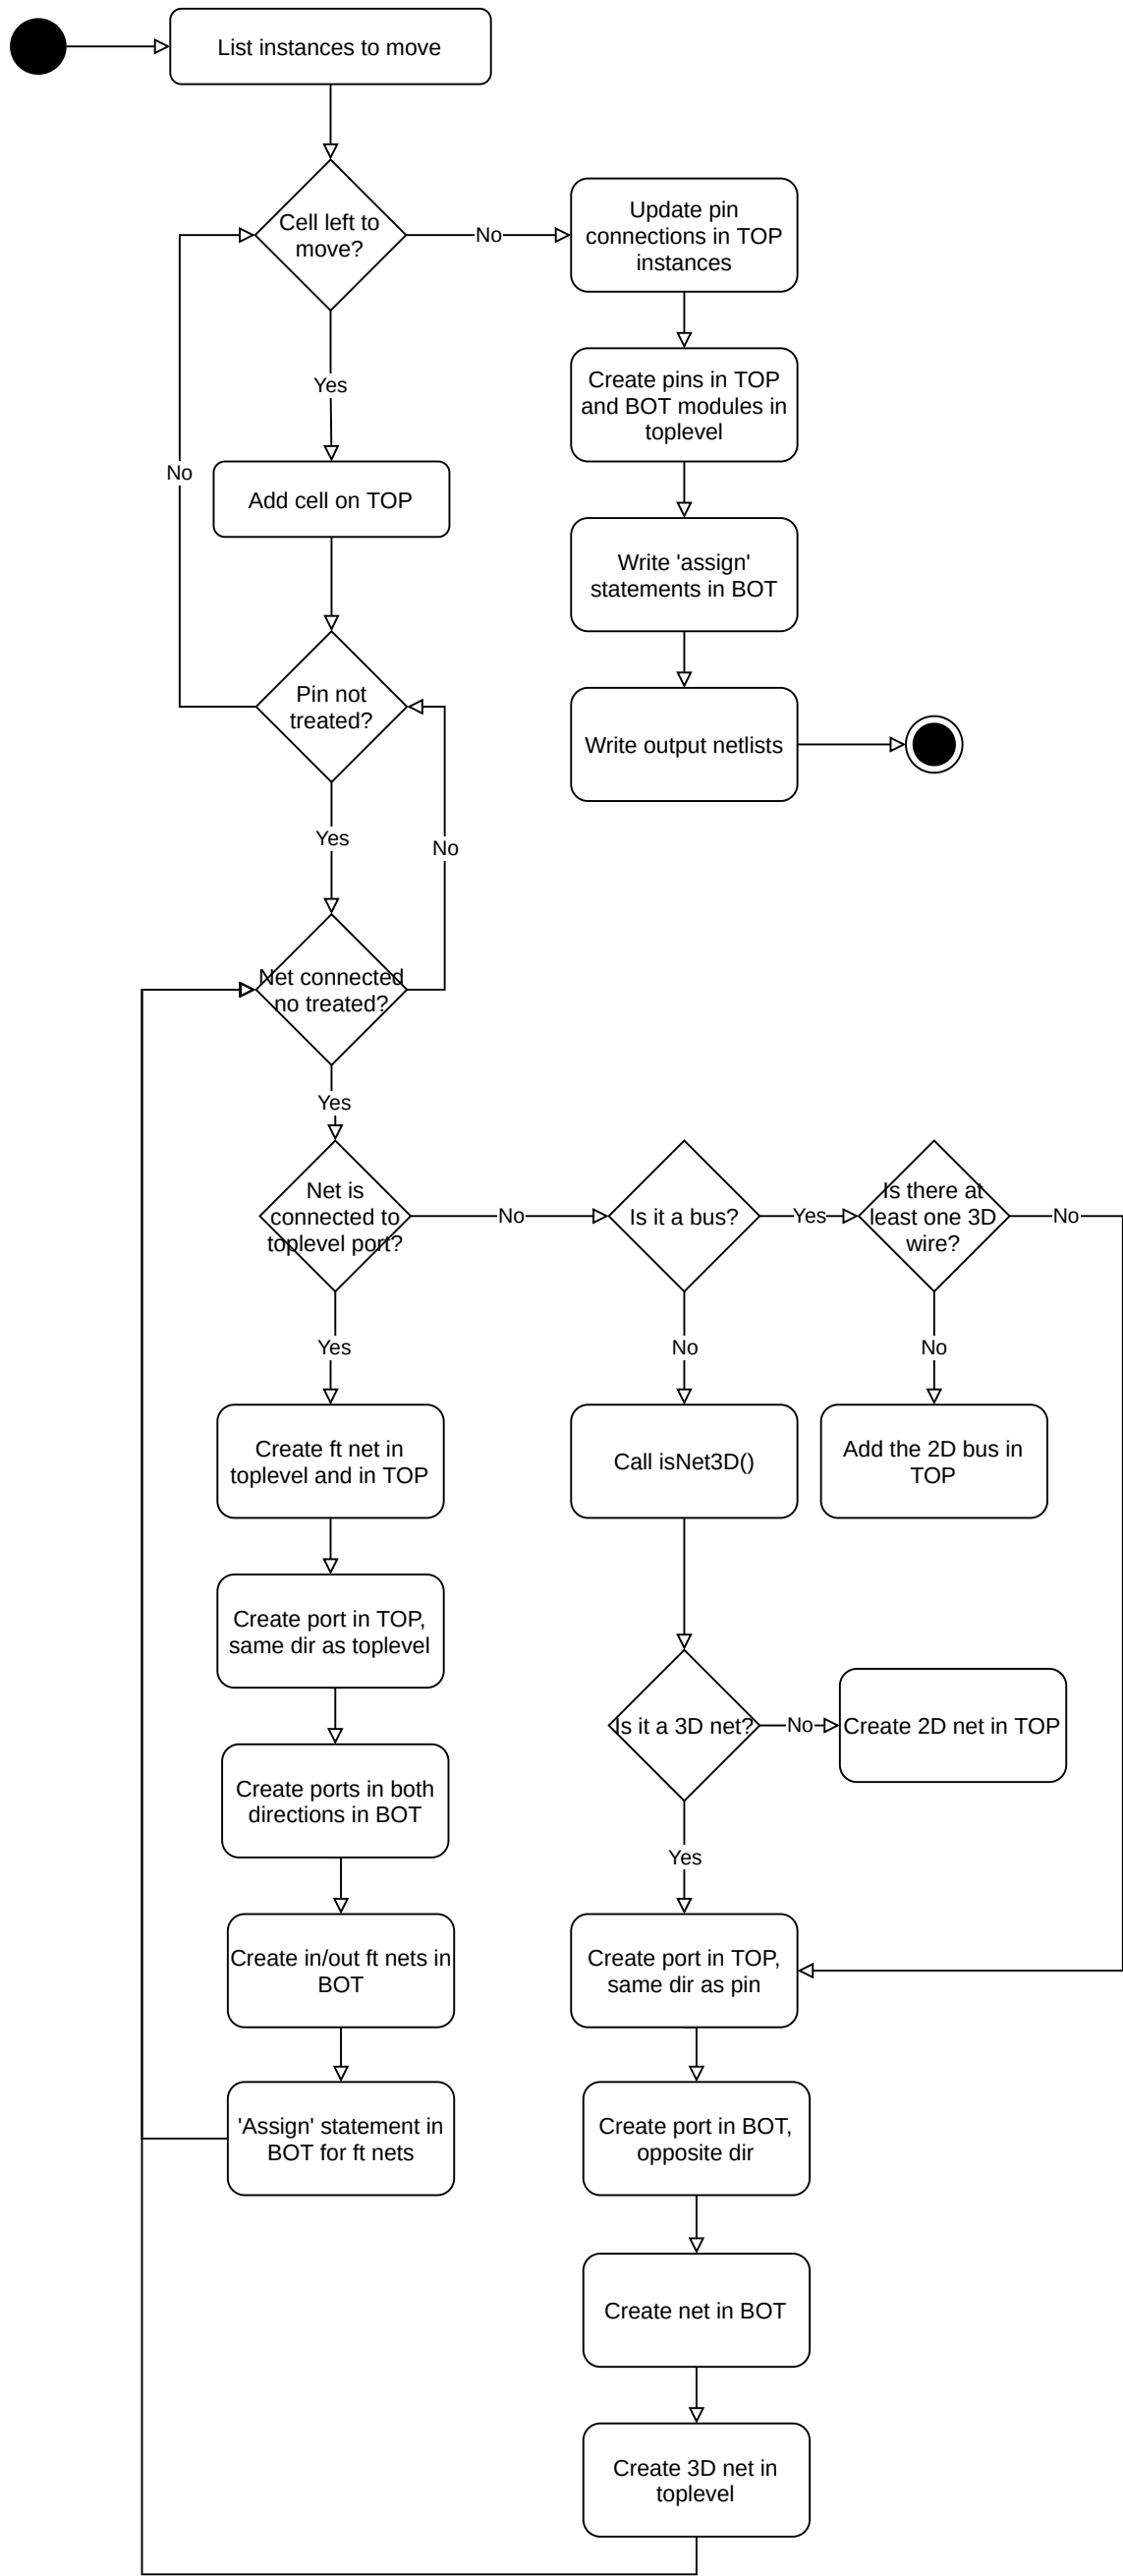 List instances to move
Cell left to
move?
No
Update pin
connections in TOP
instances
Yes
Create pins in TOP
and BOT modules in
toplevel
No
Add cell on TOP
Write 'assign'
statements in BOT
Pin not
treated?
Write output netlists
Yes
No
Net connected
no treated?
Yes
Net is
connected to
toplevel port?
No
Is it a bus?
Yes
Is there at
least one 3D
wire?
No
Yes
No
No
Create ft net in
toplevel and in TOP
Call isNet3D()
Add the 2D bus in
TOP
Create port in TOP,
same dir as toplevel
Is it a 3D net?
No
Create 2D net in TOP
Create ports in both
directions in BOT
Yes
Create in/out ft nets in
BOT
Create port in TOP,
same dir as pin
'Assign' statement in
BOT for ft nets
Create port in BOT,
opposite dir
Create net in BOT
Create 3D net in
toplevel